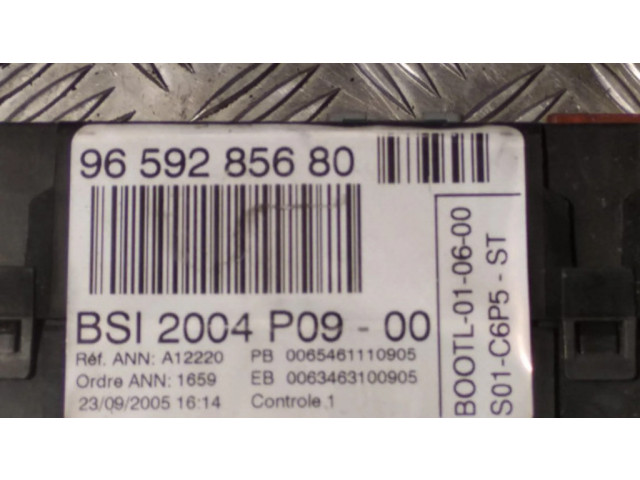 96 592 856 80
BSI 2004 P09 - 00
Réf. ANN: A12220 PB 0065461110905
Ordre ANN: 1659 EB 0063463100905
23/09/2005 16:14 Controle 1
BOOTL-01-06-00
S01-C6P5 - ST